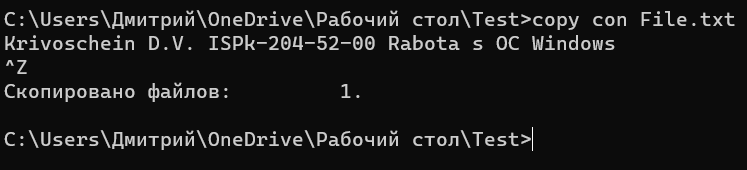 C:\Users\Дмитрий\OneDrive\Рабочий стол\Test>copy con File.txt
Krivoschein D.V. ISPk-204-52-00 Rabota s OC Windows
^Z
Скопировано файлов:         1.
C:\Users\Дмитрий\OneDrive\Рабочий стол\Test>